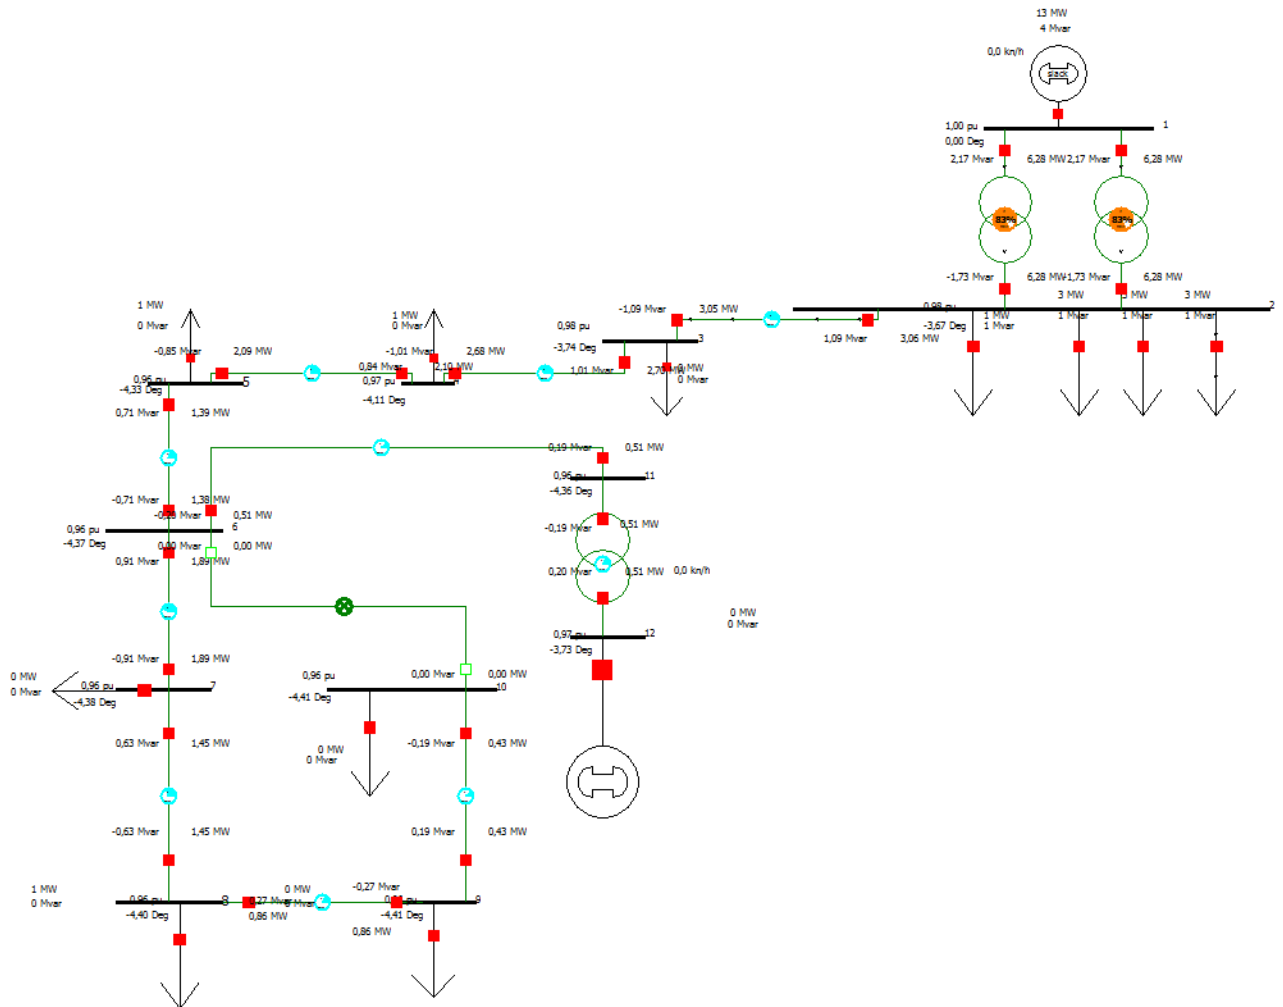 13 MW
4 Mvar
0,0 kn/h
slack
1,00 pu
1
0,00 Deg
2,17 Mvar
6,28 MW
2,17 Mvar
6,28 MW
83%
83%
-1,73 Mvar
6,28 MW
-1,73 Mvar
6,28 MW
2
3 MW
3 MW
1 MW
1 Mvar
1 Mvar
1 Mvar
1 Mvar
-3,67 Deg
-1,09 Mvar
3,05 MW
1,09 Mvar
3,06 MW
0,98 pu
3
-3,74 Deg
0 Mvar
1 MW
0 Mvar
1 MW
0 Mvar
-0,85 Mvar
2,09 MW
0,84 Mvar
2,10 MW
-1,01 Mvar
2,68 MW
1,01 Mvar
0,96 pu
5
-4,33 Deg
0,97 pu
-4,11 Deg
0,71 Mvar
1,39 MW
-0,71 Mvar
1,38 MW
0,51 MW
0,96 pu
6
-4,37 Deg
0,00 MW
0,91 Mvar
1,89 MW
0,19 Mvar
0,51 MW
0,96 pu
11
-4,36 Deg
-0,19 Mvar
0,51 MW
0,20 Mvar
0,51 MW
0,0 kn/h
0 MW
0 Mvar
0,97 pu
12
-3,73 Deg
-0,91 Mvar
1,89 MW
0 MW
0 Mvar
0,96 pu
7
-4,38 Deg
0,96 pu
0,00 Mvar
0,00 MW
10
-4,41 Deg
0,63 Mvar
1,45 MW
0 MW
0 Mvar
-0,19 Mvar
0,43 MW
-0,63 Mvar
1,45 MW
0,19 Mvar
0,43 MW
1 MW
0 Mvar
0,96 pu
8
-4,40 Deg
0,27 Mvar
0,86 MW
0 MW
0 Mvar
-0,27 Mvar
9
-4,41 Deg
0,86 MW